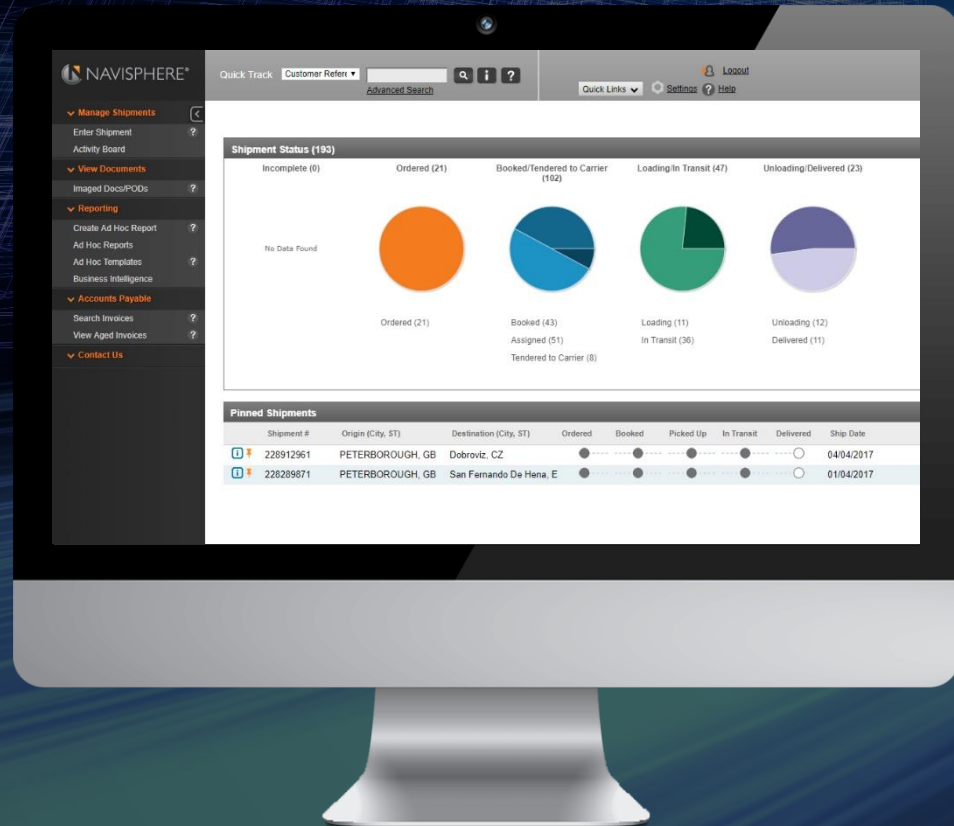 NAVISPHERE®
Quick Track Customer Refere
Advanced Search
Quick Links
Logout
Settings
Help
Manage Shipments
Enter Shipment
Activity Board
View Documents
Imaged Docs/PODs
Reporting
Create Ad Hoc Report
Ad Hoc Reports
Ad Hoc Templates
Business Intelligence
Accounts Payable
Search Invoices
View Aged Invoices
Contact Us
Shipment Status (193)
Incomplete (0) Ordered (21) Booked/Tendered to Carrier (102) Loading/In Transit (47) Unloading/Delivered (23)
No Data Found
Ordered (21) Booked (43) Loading (11) Unloading (12)
Assigned (51) In Transit (36) Delivered (11)
Tendered to Carrier (8)
Pinned Shipments
Shipment # Origin (City, ST) Destination (City, ST) Ordered Booked Picked Up In Transit Delivered Ship Date
228912961 PETERBOROUGH, GB Dobroviz, CZ 04/04/2017
228289871 PETERBOROUGH, GB San Fernando De Hena, E 01/04/2017